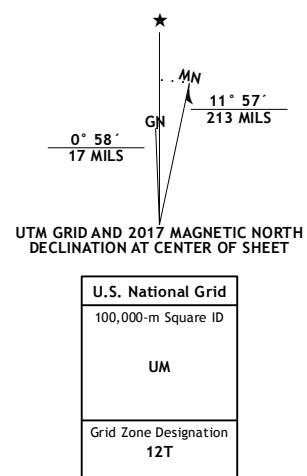 ★
MN
11° 57´
213 MILS
GN
0° 58´
17 MILS
UTM GRID AND 2017 MAGNETIC NORTH
DECLINATION AT CENTER OF SHEET
U.S. National Grid
100,000-m Square ID
UM
Grid Zone Designation
12T